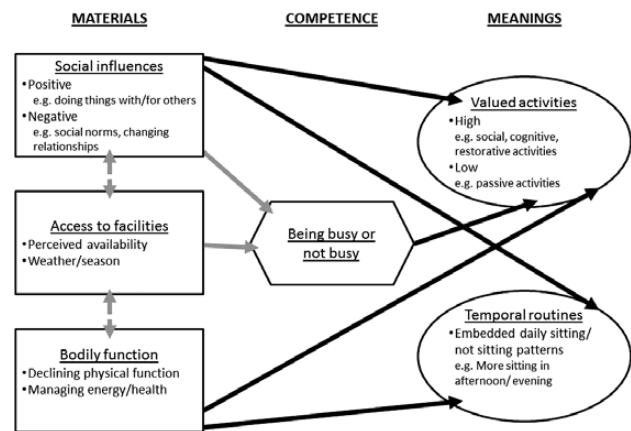 MATERIALS
COMPETENCE
MEANINGS
Social influences
•Positive
e.g. doing things with/for others
•Negative
e.g. social norms, changing
relationships
Access to facilities
•Perceived availability
•Weather/season
Bodily function
•Declining physical function
•Managing energy/health
Being busy or
not busy
Valued activities
•High
e.g. social, cognitive,
restorative activities
•Low
e.g. passive activities
Temporal routines
•Embedded daily sitting/
not sitting patterns
e.g. More sitting in
afternoon/evening